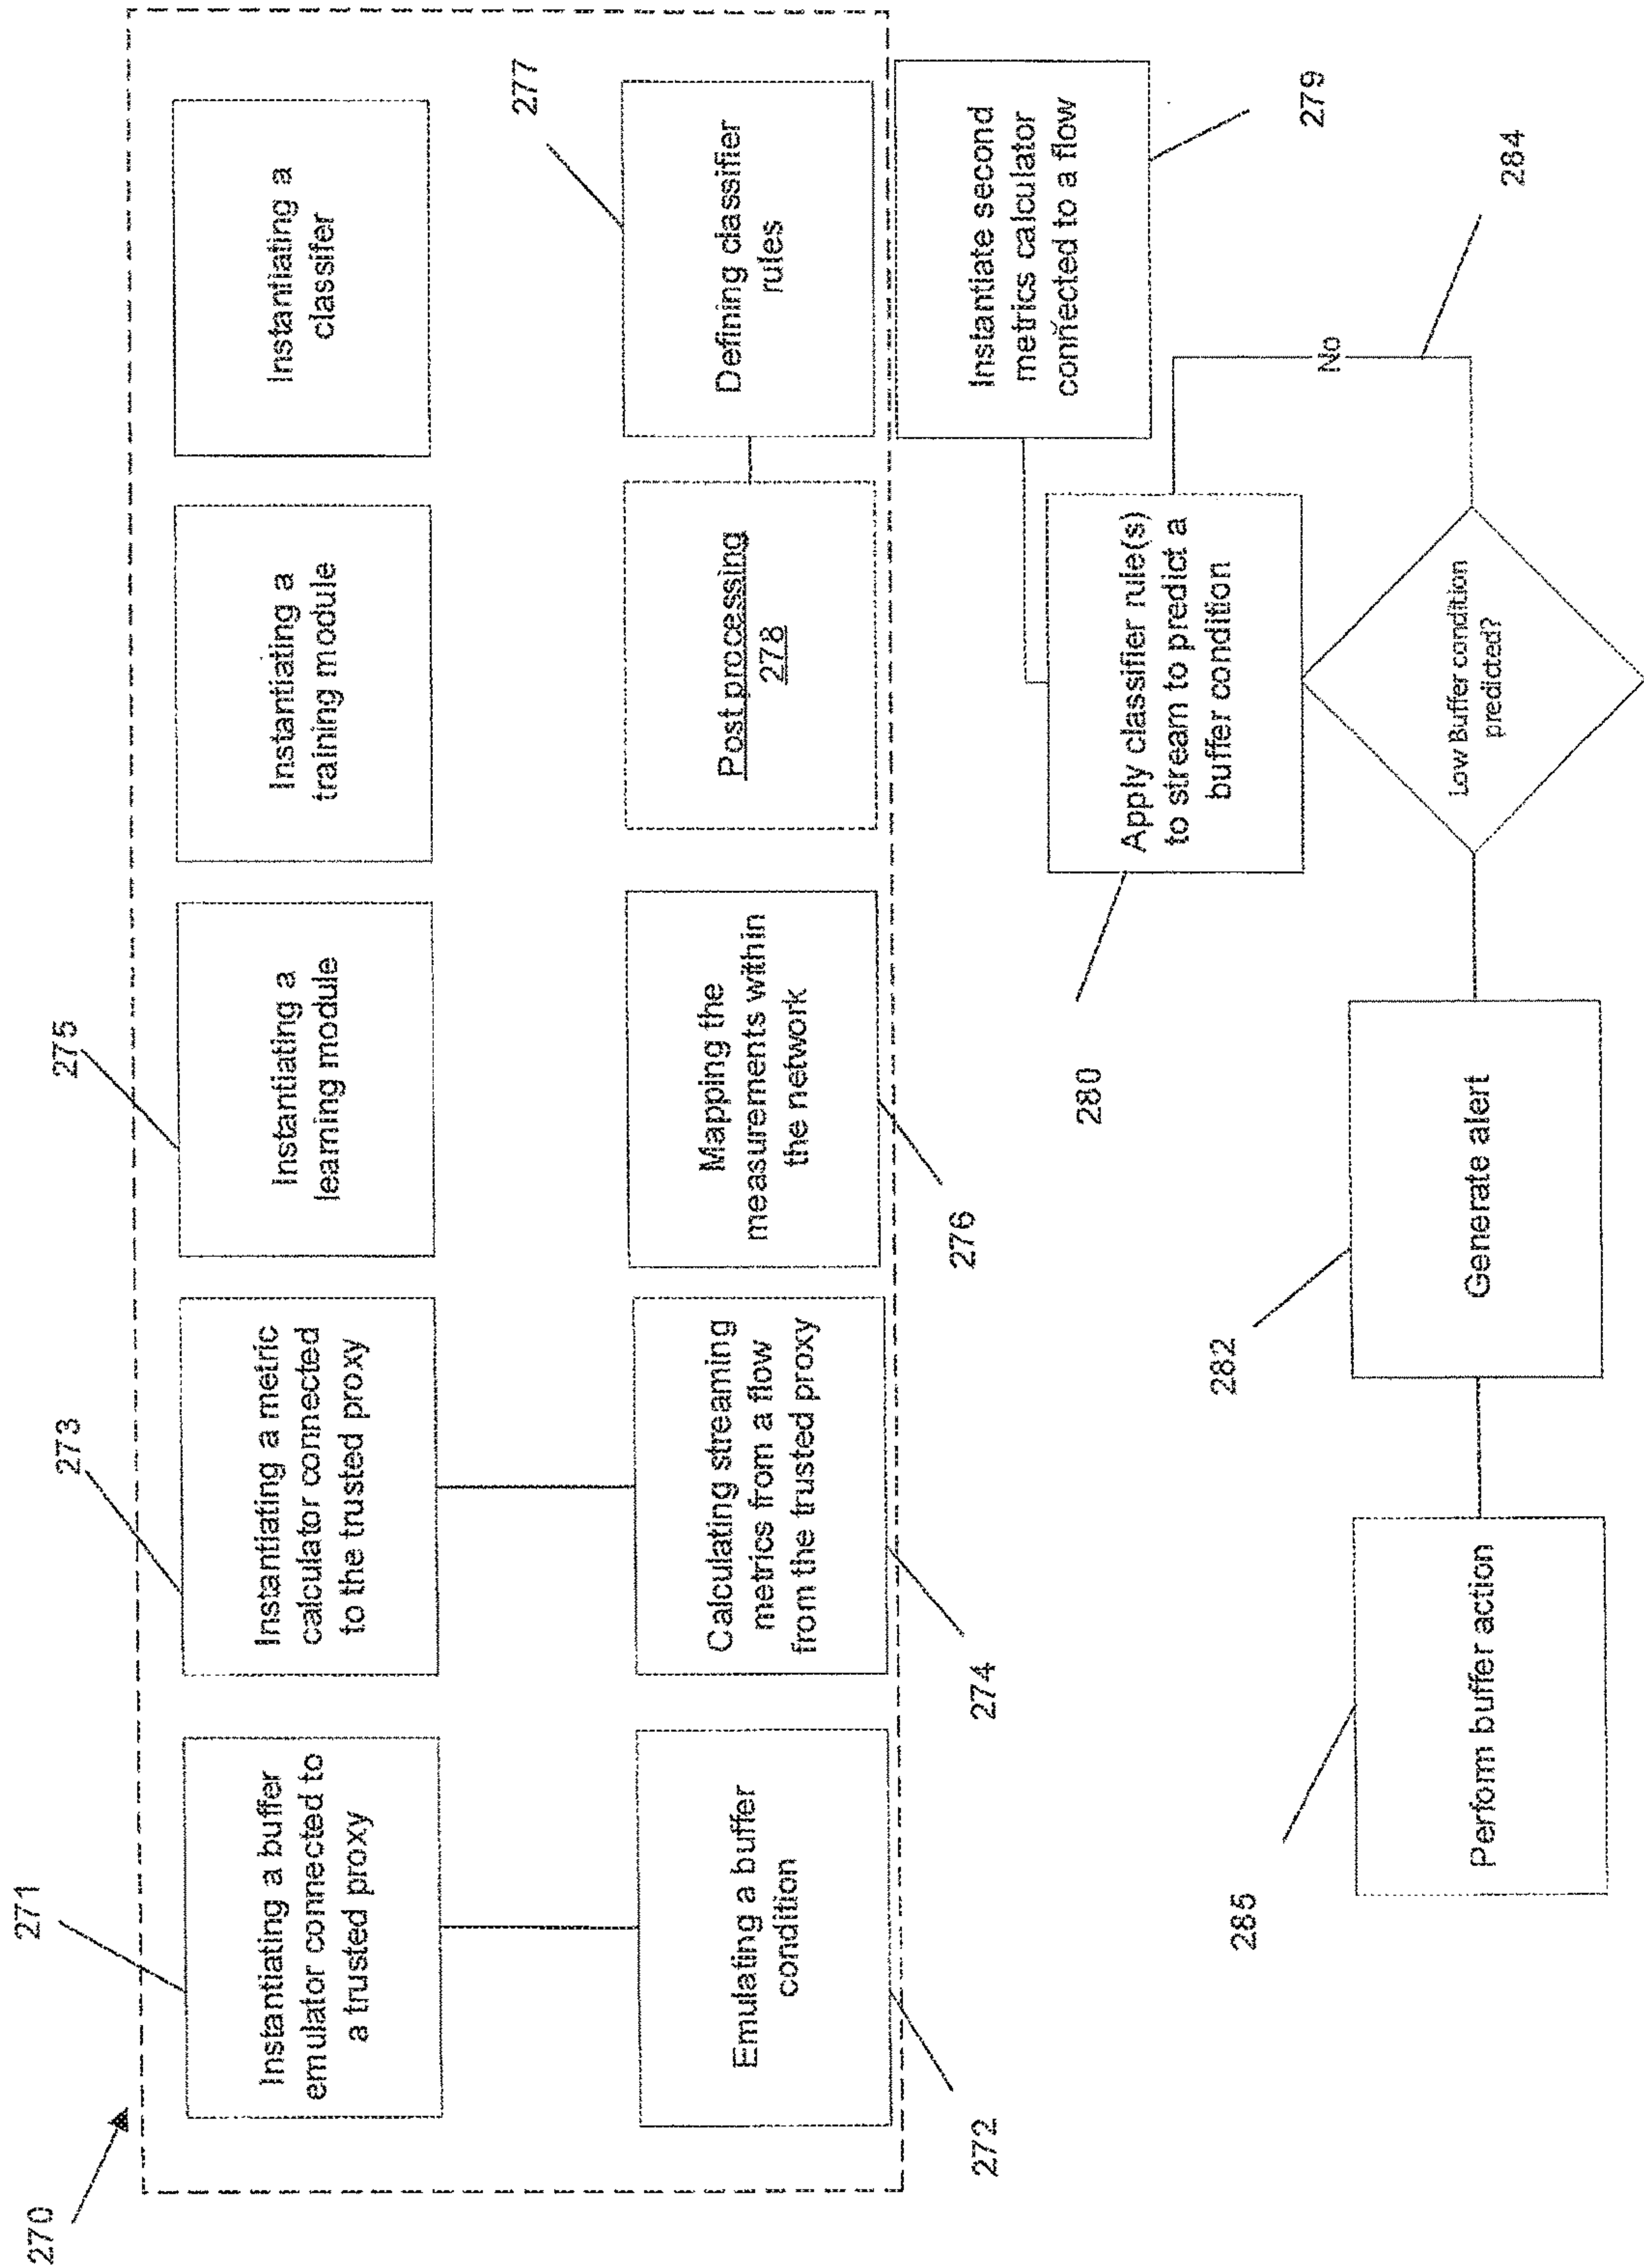 270
271
Instantiating a buffer
emulator connected to
a trusted proxy
273
Instantiating a metric
calculator connected
to the trusted proxy
275
Instantiating a
learning module
Instantiating a
training module
Instantiating a
classifer
Emulating a buffer
condition
272
Calculating streaming
metrics from a flow
from the trusted proxy
274
Mapping the
measurements within
the network
276
Post processing
278
Defining classifier
rules
277
Instantiate second
metrics calculator
connected to a flow
279
280
Apply classifier rule(s)
to stream to predict a
buffer condition
No
284
Low Buffer condition
predicted?
282
Generate alert
285
Perfom buffer action